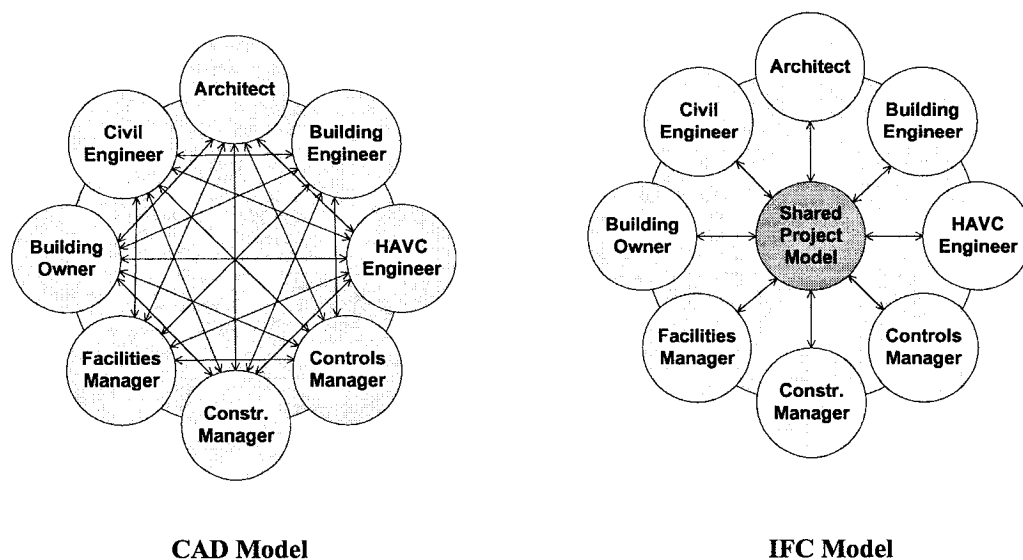 Architect
Civil
Engineer
Building
Engineer
Building
Owner
HAVC
Engineer
Facilities
Manager
Controls
Manager
Constr.
Manager
CAD Model
Architect
Civil
Engineer
Building
Engineer
Building
Owner
Shared
Project
Model
HAVC
Engineer
Facilities
Manager
Controls
Manager
Constr.
Manager
IFC Model